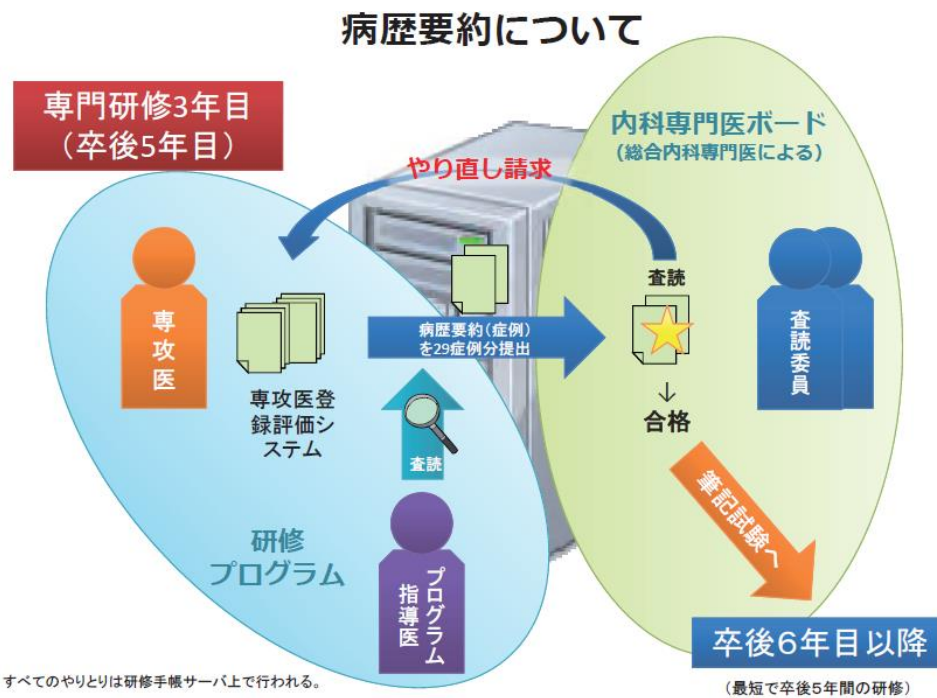 病歴要約について
専門研修3年目
（卒後5年目）
内科専門医ボード
（総合内科専門医による）
やり直し請求
査読
専攻医
病歴要約（症例）
を29症例分提出
査読委員
専攻医登
録評価シ
ステム
↓
合格
査読
筆記試験へ
研修
プログラム
プログラム
指導医
卒後６年目以降
すべてのやりとりは研修手帳サーバ上で行われる。
（最短で卒後5年間の研修）